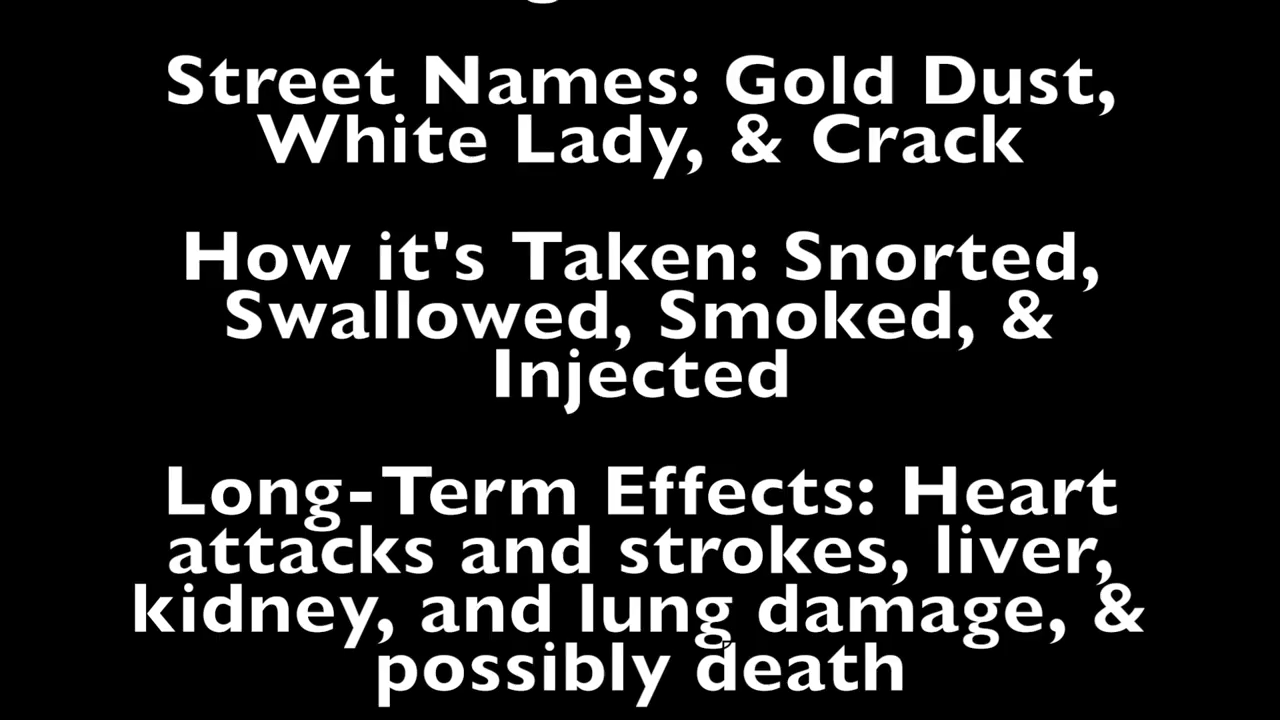 Street Names: Gold Dust,
White Lady, & Crack
How it's Taken: Snorted,
Swallowed, Smoked, &
Injected
Long-Term Effects: Heart
attacks and strokes, liver,
kidney, and lung damage, &
possibly death